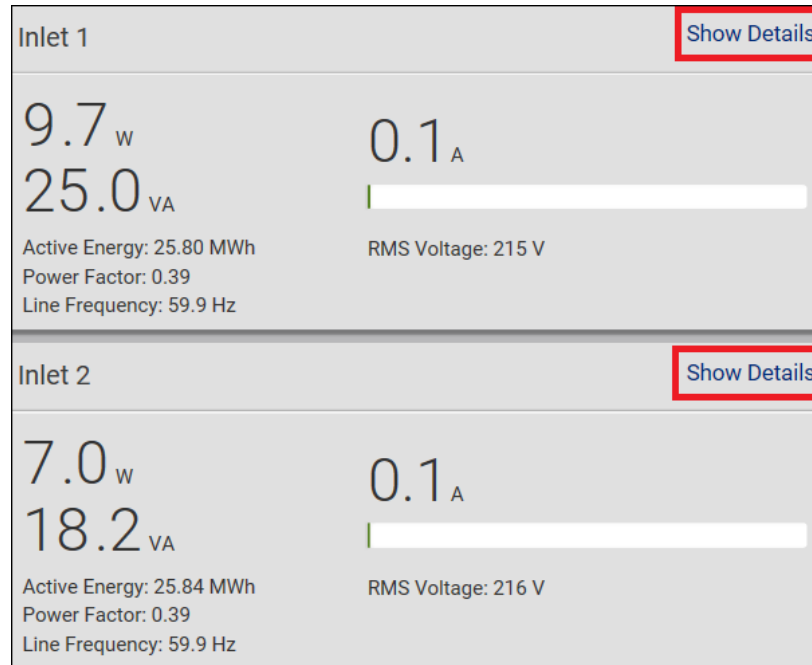 Inlet 1
Show Details
9.7 W
0.1 A
25.0 VA
Active Energy: 25.80 MWh
RMS Voltage: 215 V
Power Factor: 0.39
Line Frequency: 59.9 Hz
Inlet 2
Show Details
7.0 W
0.1 A
18.2 VA
Active Energy: 25.84 MWh
RMS Voltage: 216 V
Power Factor: 0.39
Line Frequency: 59.9 Hz